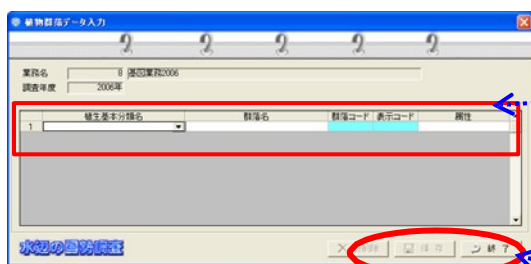 植物群落データ入力
業務名 8 基図業務2006
調査年度 2006年
植生基本分類名 群落名 群落コード 表示コード 属性
1
水辺の国勢調査
削除 保存 終了